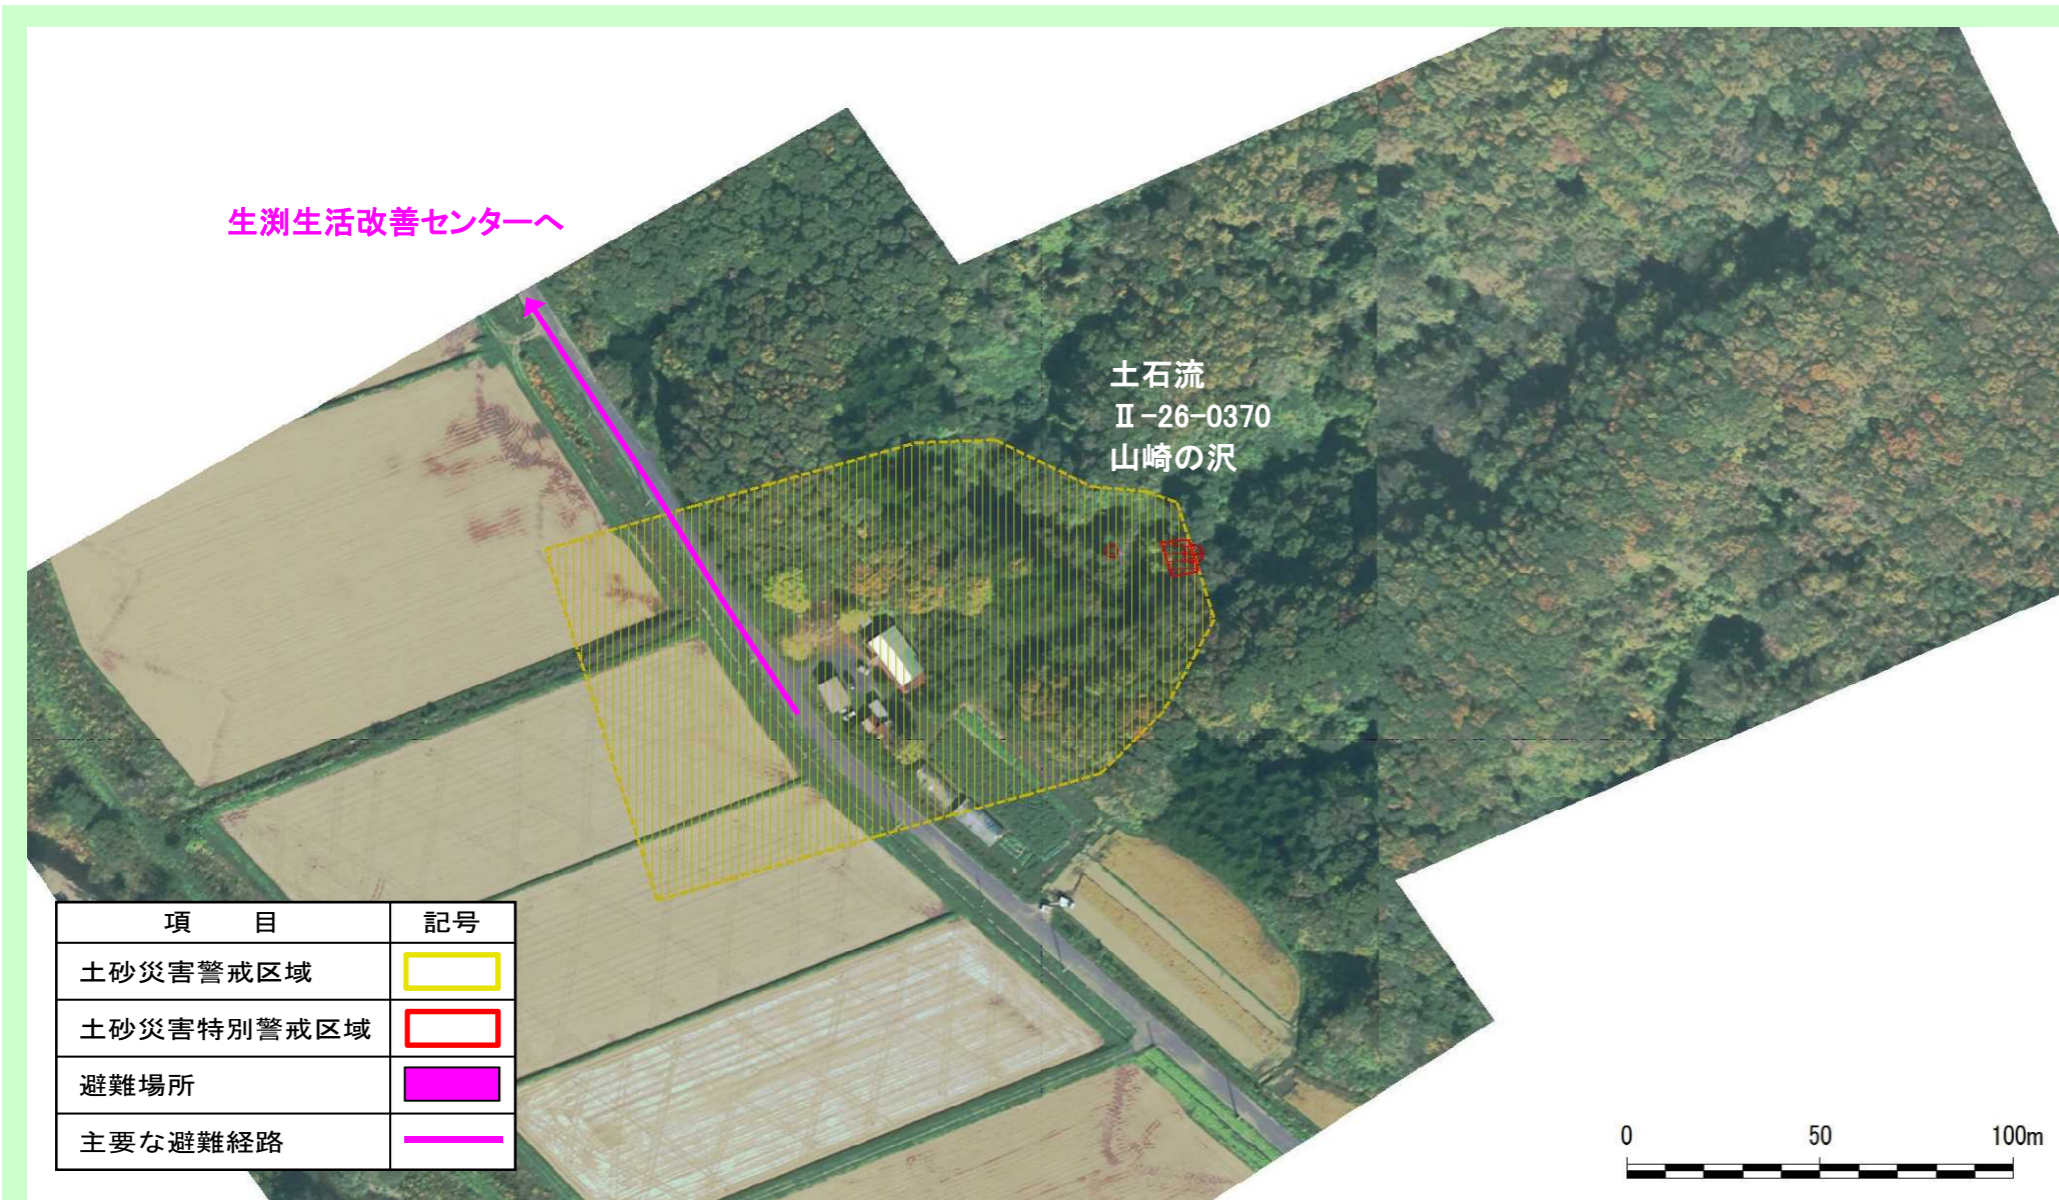 生渕生活改善センターへ
土石流
Ⅱ-26-0370
山崎の沢
項　目 記号
土砂災害警戒区域
土砂災害特別警戒区域
避難場所
主要な避難経路
0 50 100m